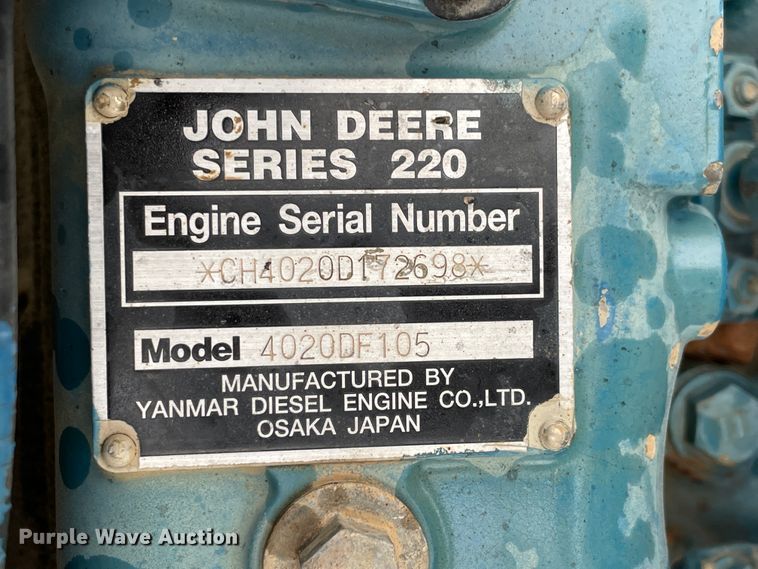 JOHN DEERE
SERIES 220
Engine Serial Number
*CH4020D172698*
Model 4020DF105
MANUFACTURED BY
YANMAR DIESEL ENGINE CO.,LTD.
OSAKA JAPAN
Purple Wave Auction